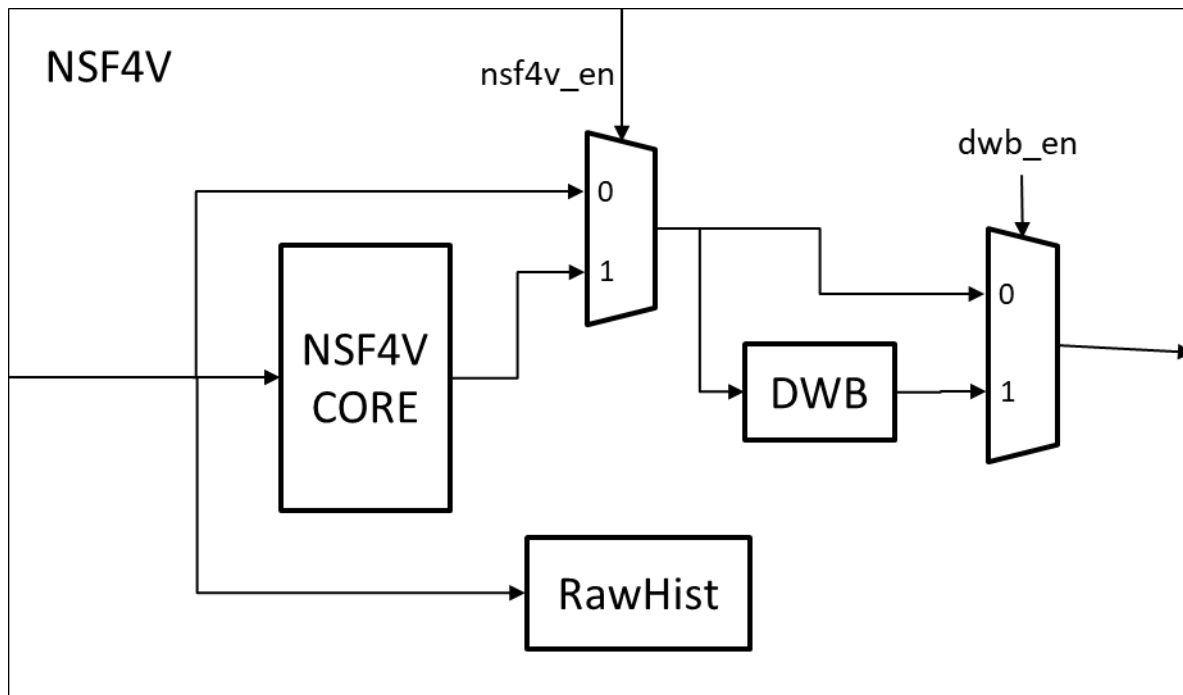 NSF4V
nsf4v_en
dwb_en
0
1
0
1
NSF4V
CORE
DWB
RawHist